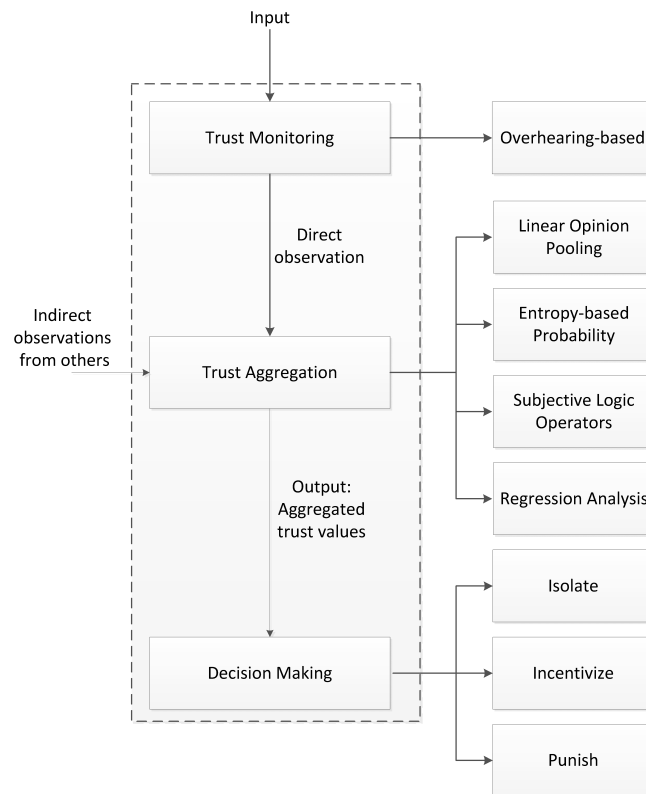 Input
Trust Monitoring
Overhearing-based
Direct
observation
Linear Opinion
Pooling
Entropy-based
Probability
Indirect
observations
from others
Trust Aggregation
Subjective Logic
Operators
Regression Analysis
Output:
Aggregated
trust values
Isolate
Decision Making
Incentivize
Punish